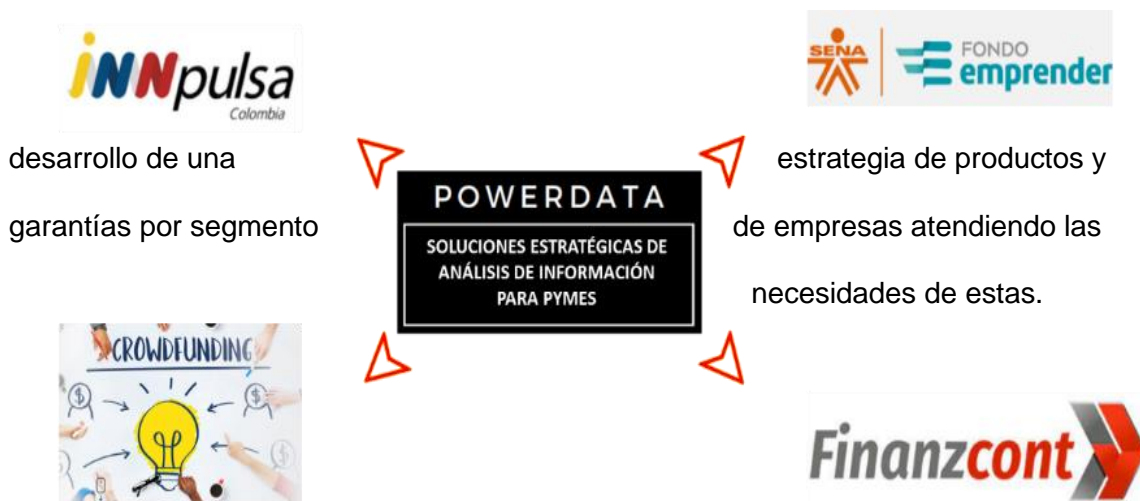 iNNpulsa
Colombia
SENA
FONDO
emprender
desarrollo de una estrategia de productos y
garantías por segmento de empresas atendiendo las
necesidades de estas.
POWERDATA
SOLUCIONES ESTRATÉGICAS DE
ANÁLISIS DE INFORMACIÓN
PARA PYMES
CROWDFUNDING
$ $
Finanzcont